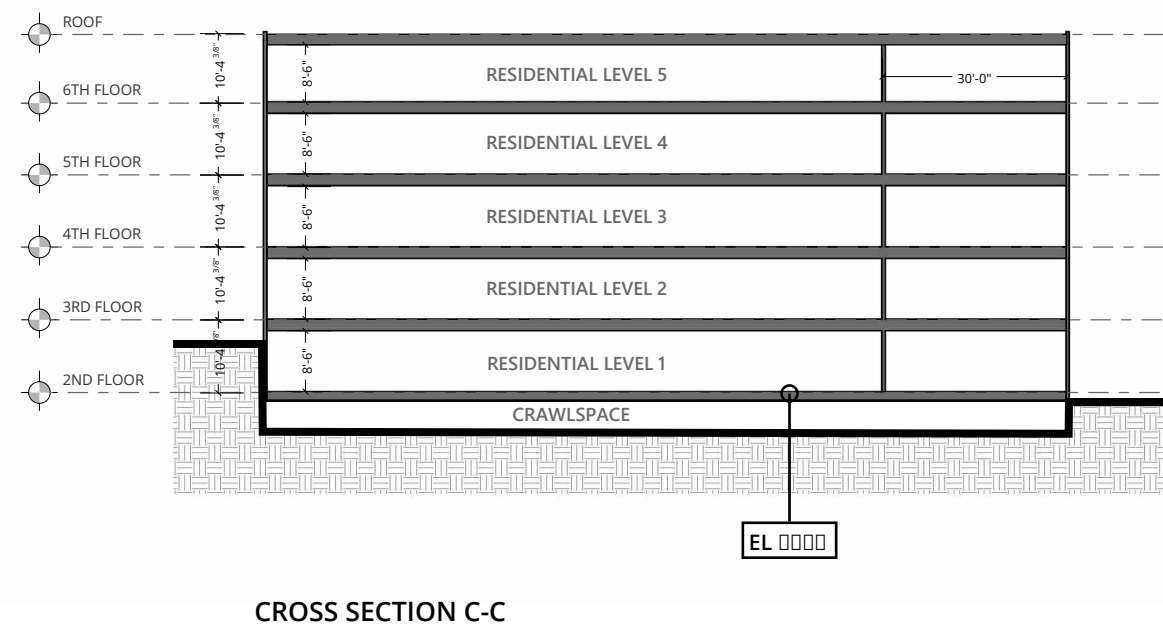 ROOF
10'-4 3/8"
8'-6"
RESIDENTIAL LEVEL 5
30'-0"
6TH FLOOR
10'-4 3/8"
8'-6"
RESIDENTIAL LEVEL 4
5TH FLOOR
10'-4 3/8"
8'-6"
RESIDENTIAL LEVEL 3
4TH FLOOR
10'-4 3/8"
8'-6"
RESIDENTIAL LEVEL 2
3RD FLOOR
10'-4
8'-6"
RESIDENTIAL LEVEL 1
2ND FLOOR
CRAWLSPACE
EL
CROSS SECTION C-C